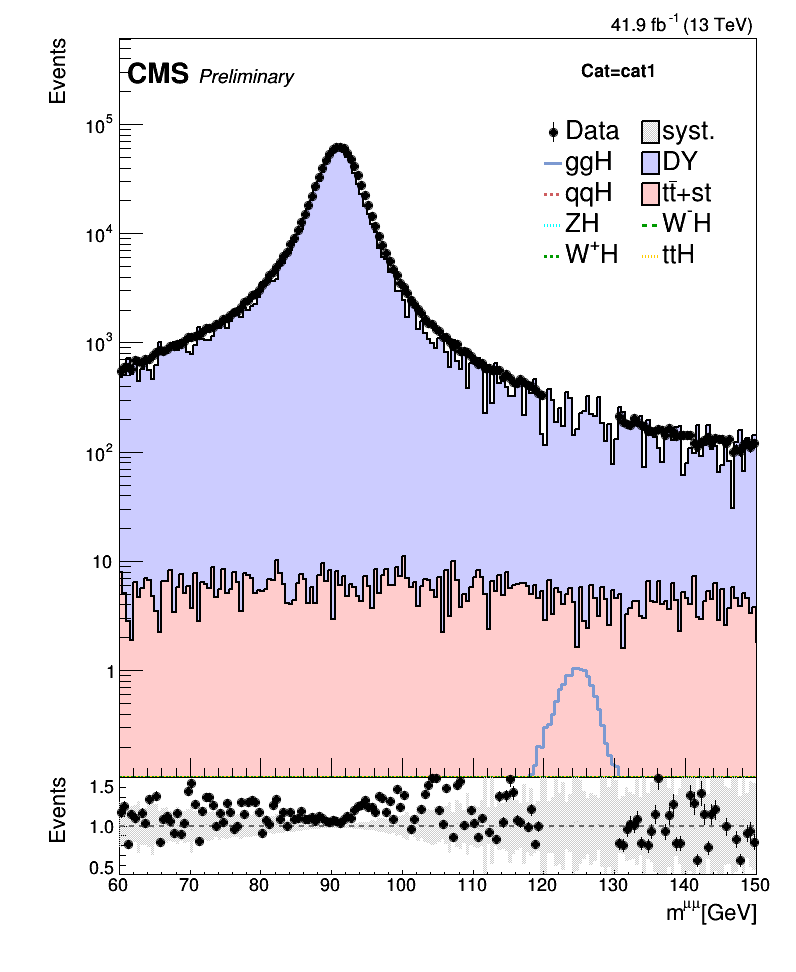 41.9 fb⁻¹ (13 TeV)
Events
CMS Preliminary
Cat=cat1
Data syst.
ggH DY
qqH tt̄+st
ZH W⁻H
W⁺H ttH
10⁵
10⁴
10³
10²
10
1
Events
1.5
1.0
0.5
60 70 80 90 100 110 120 130 140 150
m^μμ[GeV]